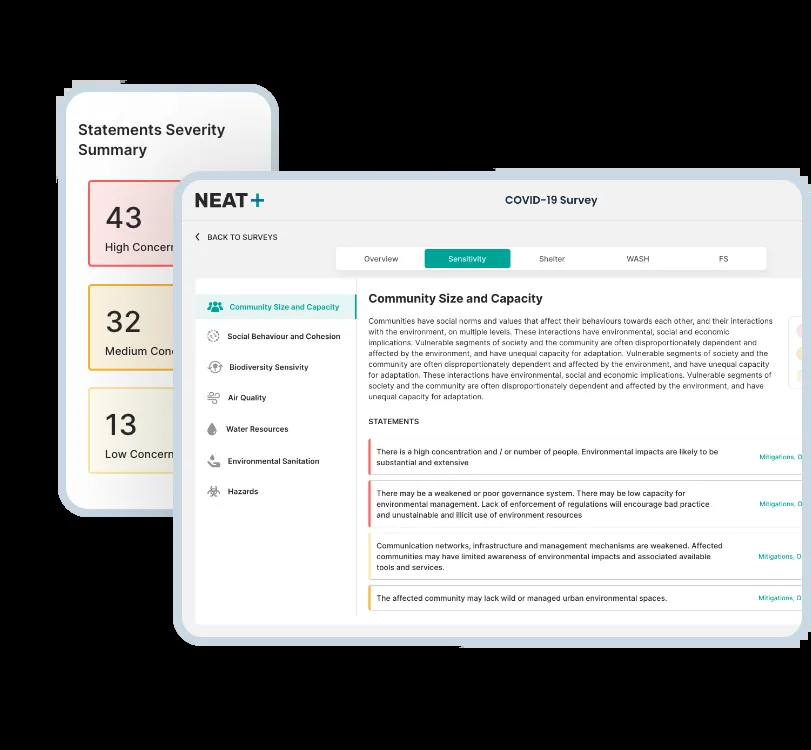 Statements Severity
Summary
43
High Concern
32
Medium Con
13
Low Concern
NEAT+
COVID-19 Survey
BACK TO SURVEYS
Overview
Sensitivity
Shelter
WASH
FS
Community Size and Capacity
Social Behaviour and Cohesion
Biodiversity Sensivity
Air Quality
Water Resources
Environmental Sanitation
Hazards
Community Size and Capacity
Communities have social norms and values that affect their behaviours towards each other, and their interactions
with the environment, on multiple levels. These interactions have environmental, social and economic
implications. Vulnerable segments of society and the community are often disproportionately dependent and
affected by the environment, and have unequal capacity for adaptation. Vulnerable segments of society and the
community are often disproportionately dependent and affected by the environment, and have unequal capacity
for adaptation. These interactions have environmental, social and economic implications. Vulnerable segments of
society and the community are often disproportionately dependent and affected by the environment, and have
unequal capacity for adaptation.
STATEMENTS
There is a high concentration and / or number of people. Environmental impacts are likely to be
substantial and extensive
Mitigations, O
There may be a weakened or poor governance system. There may be low capacity for
environmental management. Lack of enforcement of regulations will encourage bad practice
and unustainable and illicit use of environment resources
Mitigations, O
Communication networks, infrastructure and management mechanisms are weakened. Affected
communities may have limited awareness of environmental impacts and associated available
tools and services.
Mitigations, O
The affected community may lack wild or managed urban environmental spaces.
Mitigations, O